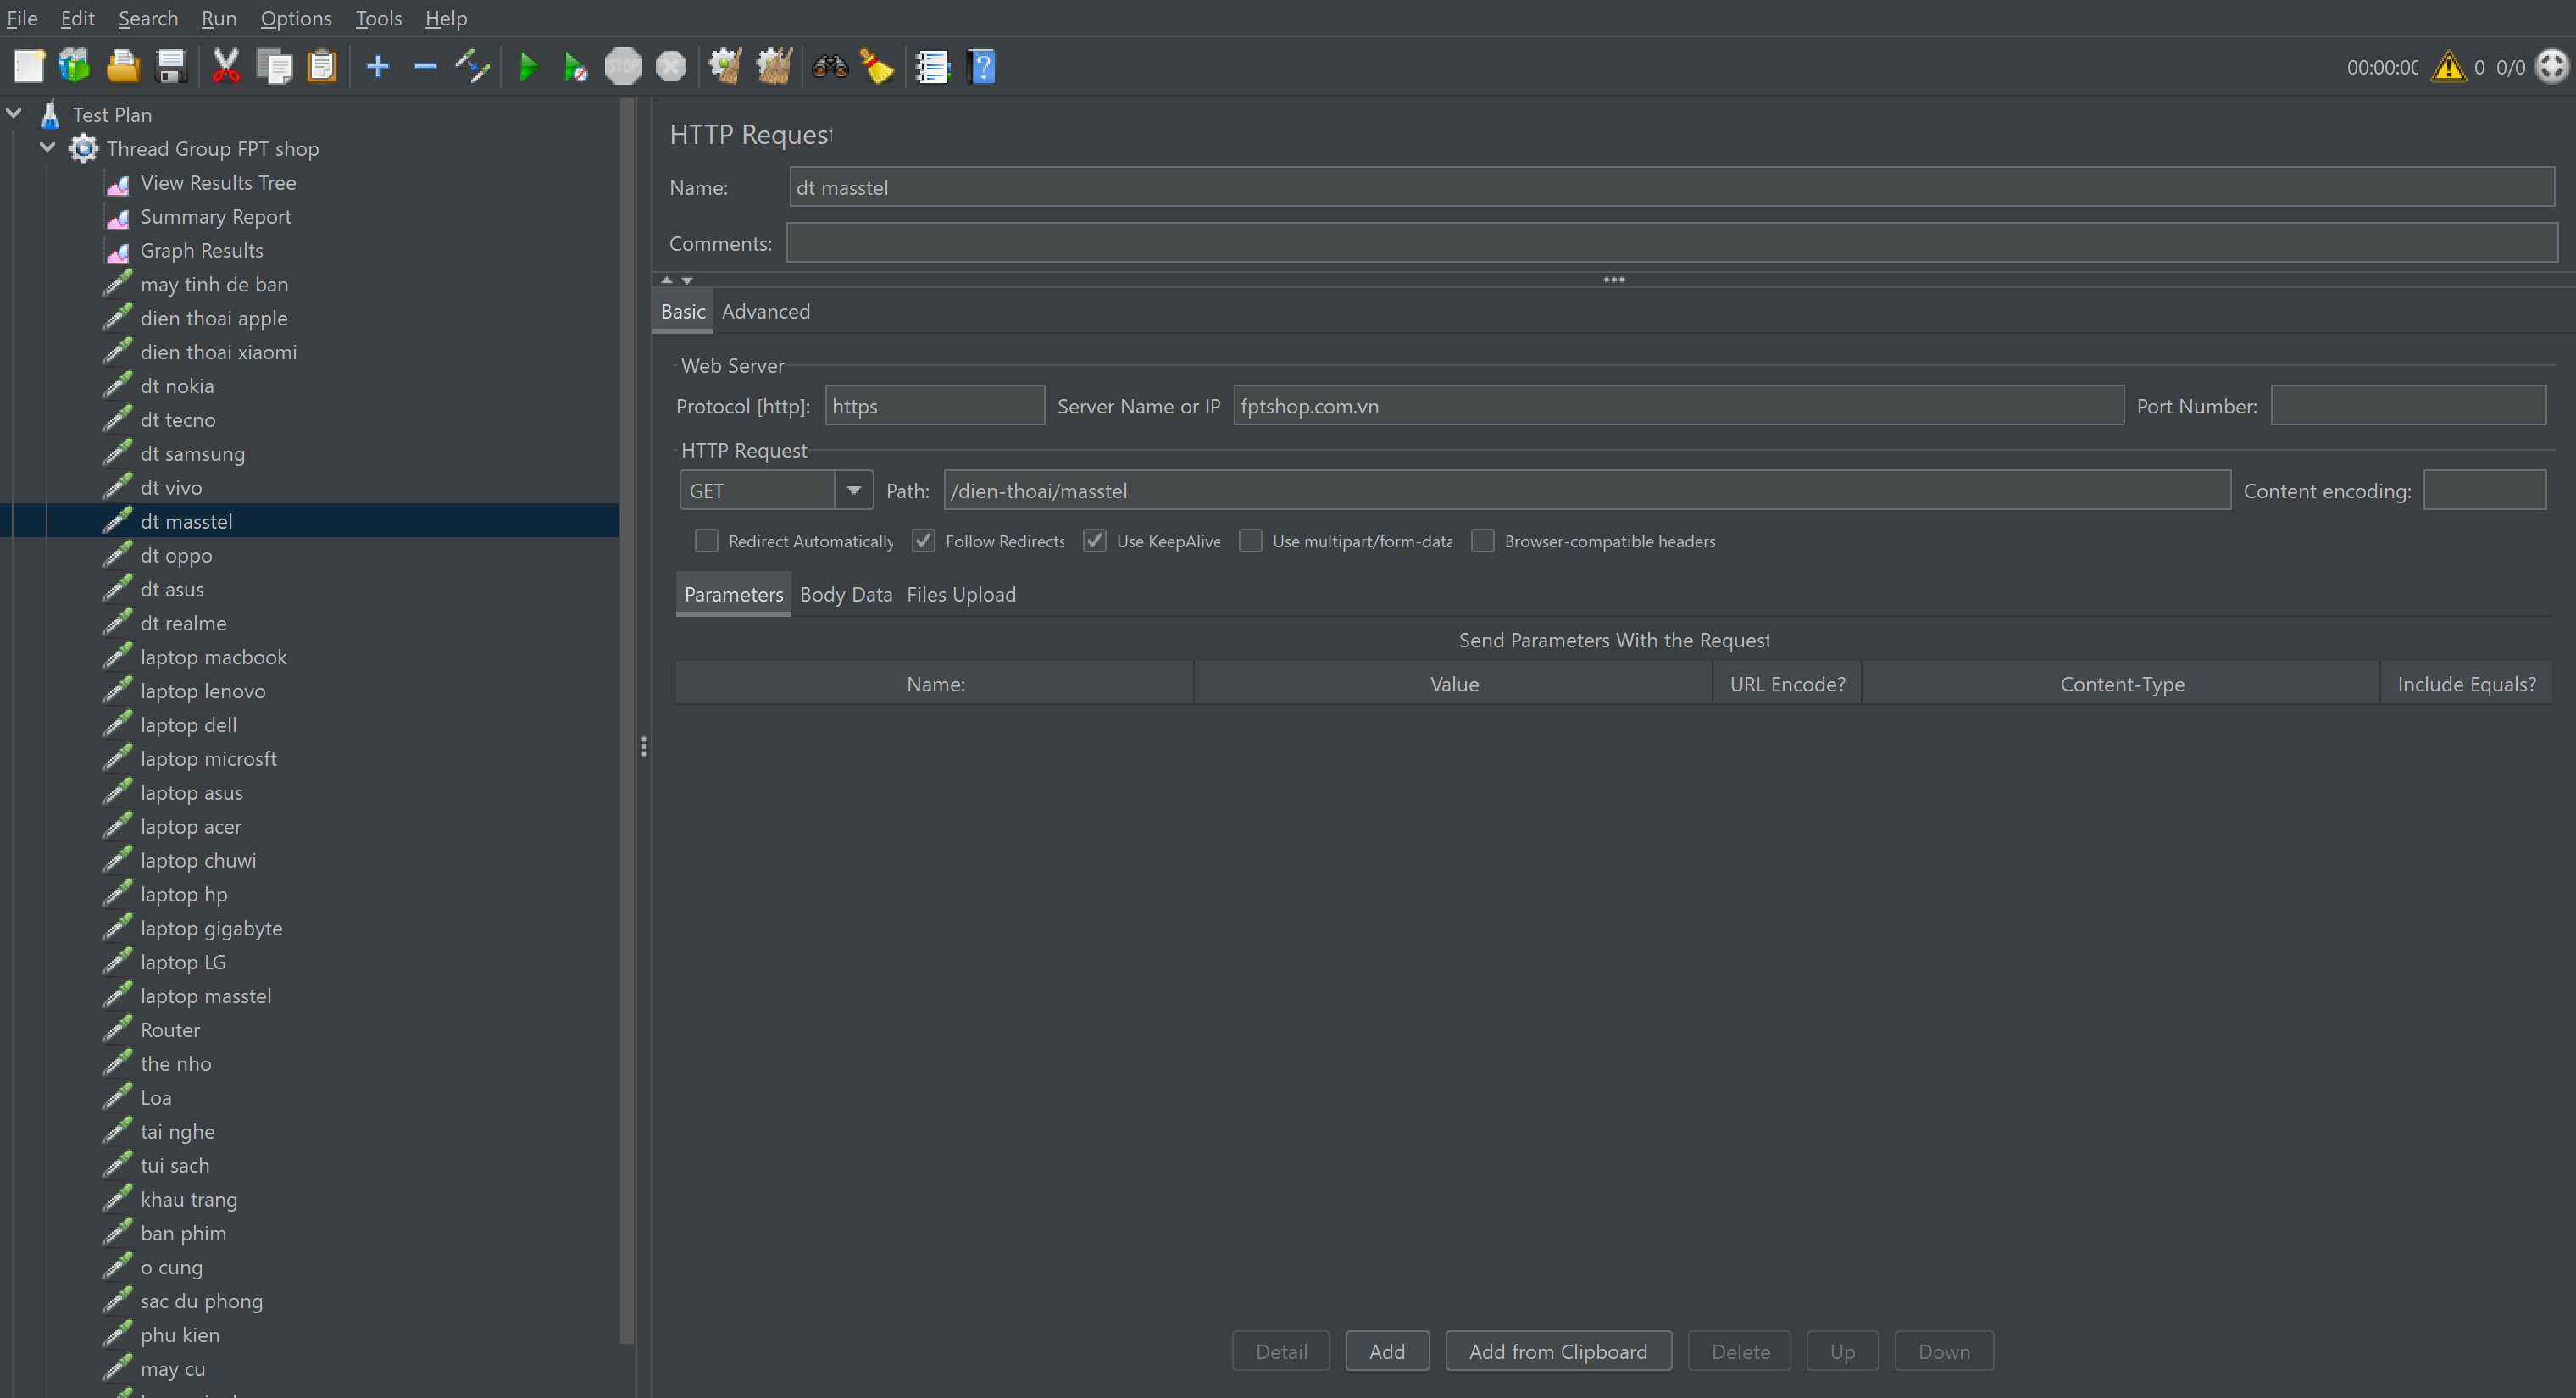 File Edit Search Run Options Tools Help
STOP 00:00:00 0 0/0
Test Plan
Thread Group FPT shop
View Results Tree
Summary Report
Graph Results
may tinh de ban
dien thoai apple
dien thoai xiaomi
dt nokia
dt tecno
dt samsung
dt vivo
dt masstel
dt oppo
dt asus
dt realme
laptop macbook
laptop lenovo
laptop dell
laptop microsft
laptop asus
laptop acer
laptop chuwi
laptop hp
laptop gigabyte
laptop LG
laptop masstel
Router
the nho
Loa
tai nghe
tui sach
khau trang
ban phim
o cung
sac du phong
phu kien
may cu
HTTP Request
Name: dt masstel
Comments:
Basic Advanced
Web Server
Protocol [http]: https Server Name or IP fptshop.com.vn Port Number:
HTTP Request
GET Path: /dien-thoai/masstel Content encoding:
Redirect Automatically Follow Redirects Use KeepAlive Use multipart/form-data Browser-compatible headers
Parameters Body Data Files Upload
Send Parameters With the Request
Name: Value URL Encode? Content-Type Include Equals?
Detail Add Add from Clipboard Delete Up Down